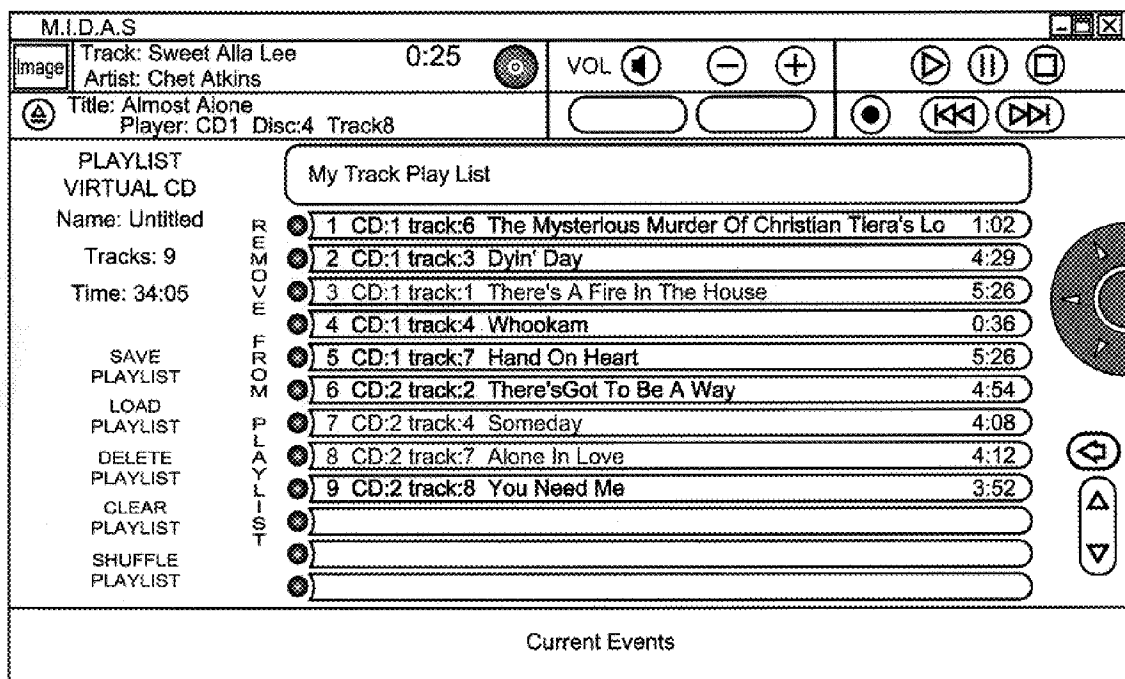 M.I.D.A.S
Image
Track: Sweet Alla Lee 0:25
Artist: Chet Atkins
VOL
Title: Almost Alone
Player: CD1 Disc:4 Track8
PLAYLIST
VIRTUAL CD
Name: Untitled
Tracks: 9
Time: 34:05
SAVE
PLAYLIST
LOAD
PLAYLIST
DELETE
PLAYLIST
CLEAR
PLAYLIST
SHUFFLE
PLAYLIST
REMOVE FROM PLAYLIST
My Track Play List
1 CD:1 track:6 The Mysterious Murder Of Christian Tiera's Lo 1:02
2 CD:1 track:3 Dyin' Day 4:29
3 CD:1 track:1 There's A Fire In The House 5:26
4 CD:1 track:4 Whookam 0:36
5 CD:1 track:7 Hand On Heart 5:26
6 CD:2 track:2 There'sGot To Be A Way 4:54
7 CD:2 track:4 Someday 4:08
8 CD:2 track:7 Alone In Love 4:12
9 CD:2 track:8 You Need Me 3:52
Current Events